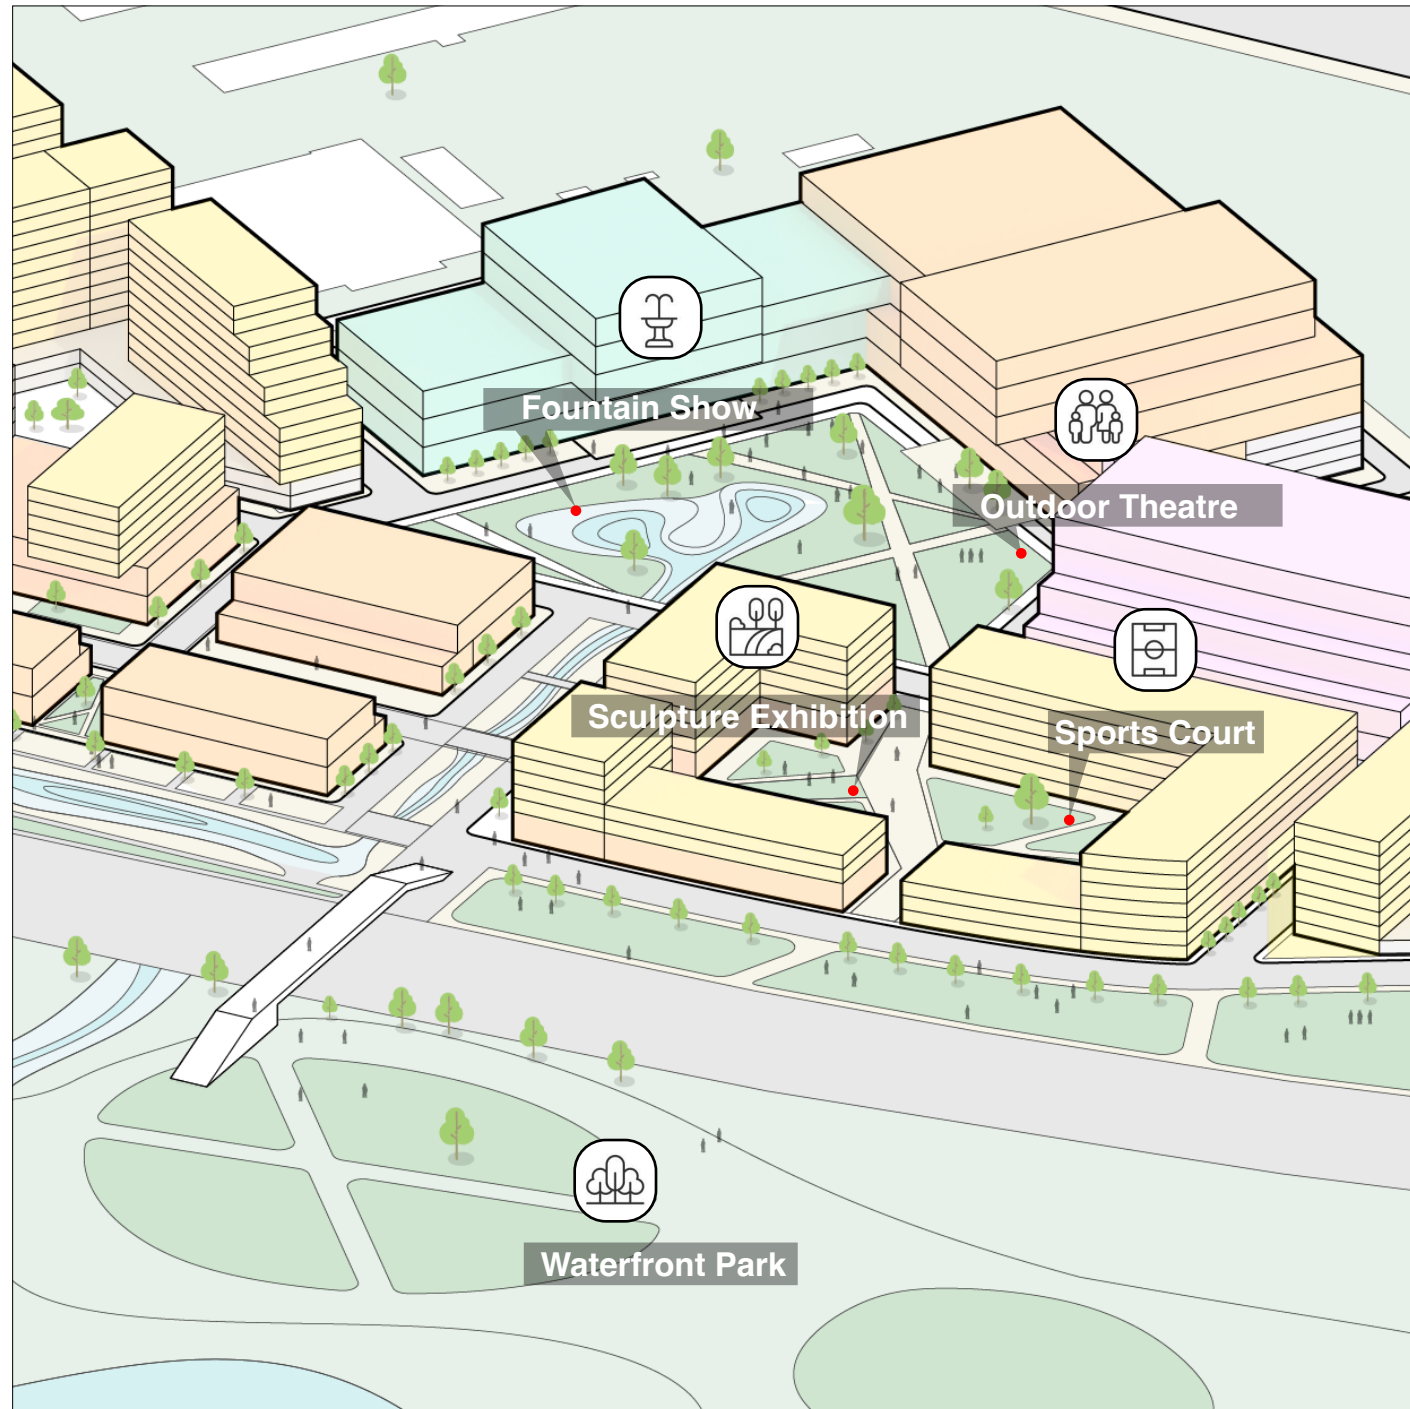 Fountain Show
Outdoor Theatre
Sculpture Exhibition
Sports Court
Waterfront Park